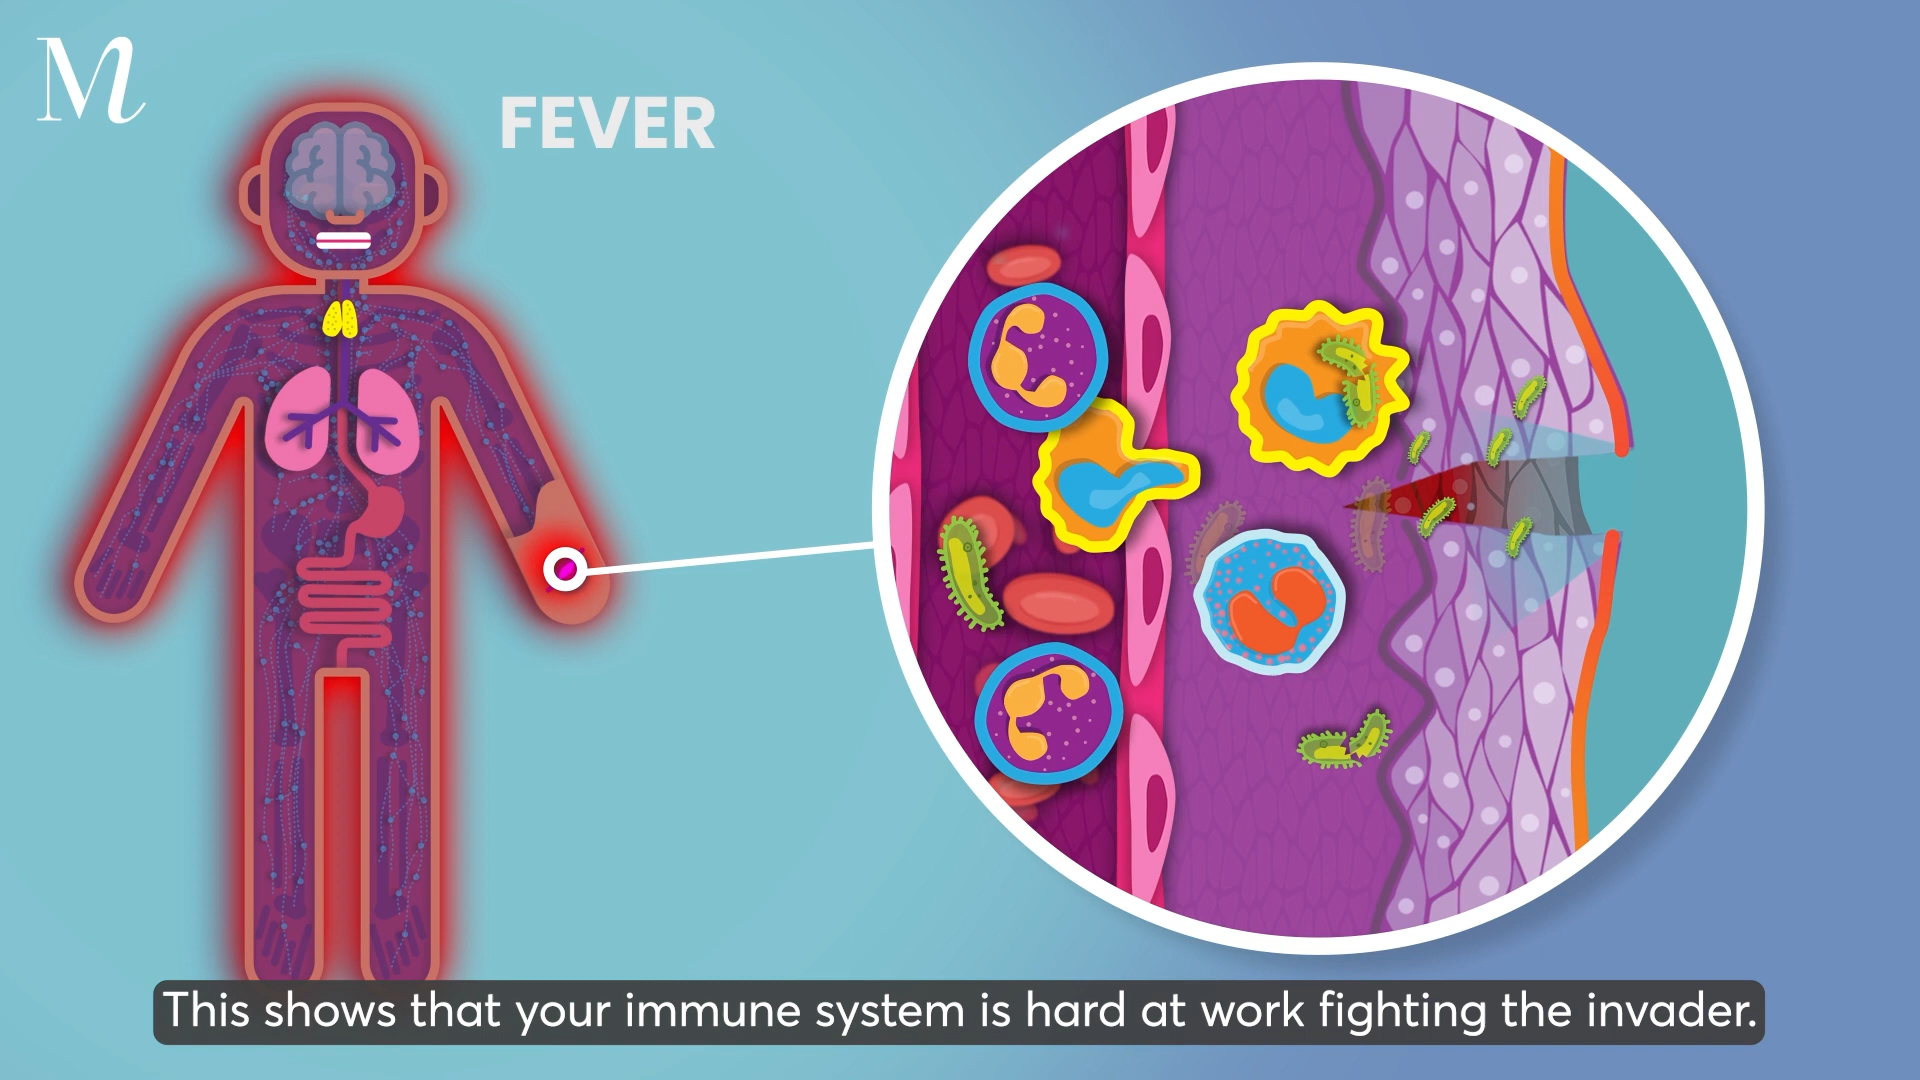 M
FEVER
This shows that your immune system is hard at work fighting the invader.